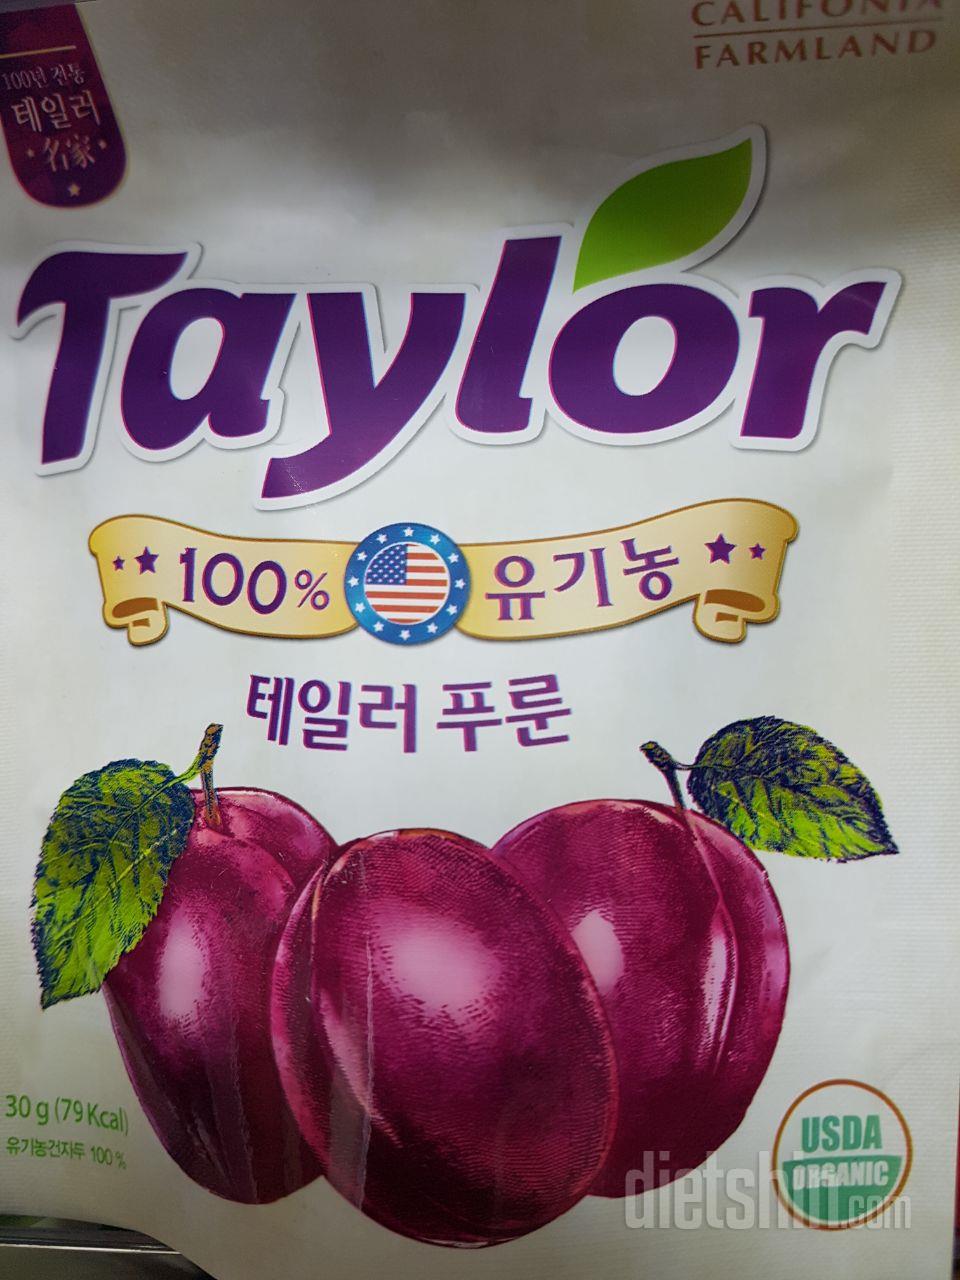 CALIFONIA
FARMLAND
100년 전통
테일러
名家
Taylor
100% 유기농
테일러 푸룬
30 g (79 Kcal)
유기농건자두 100 %
USDA
ORGANIC
dietshin.com